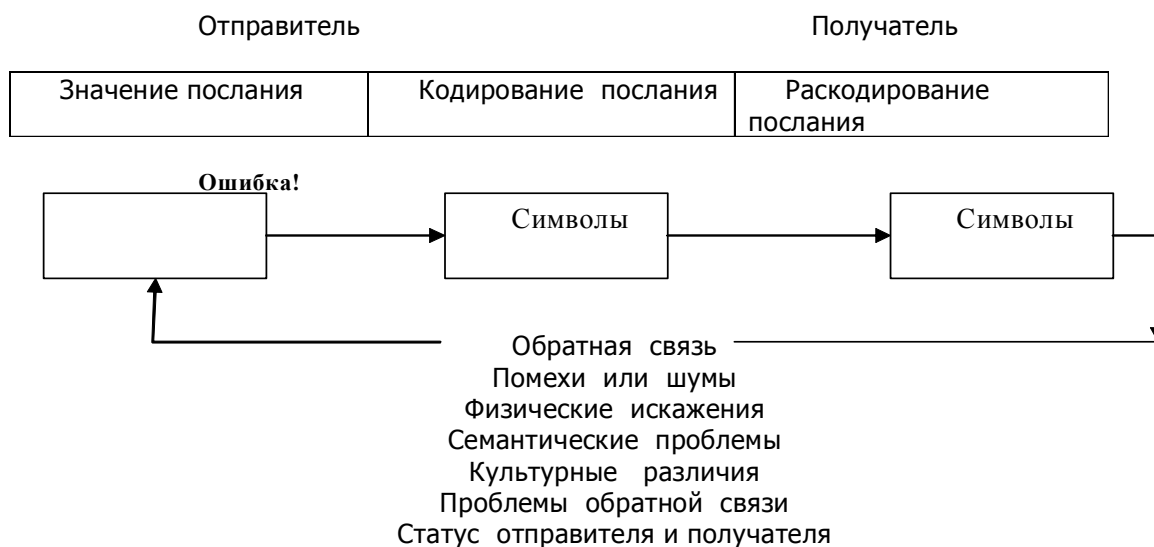 Отправитель Получатель
Значение послания Кодирование послания Раскодирование
послания
Ошибка!
Символы Символы
Обратная связь
Помехи или шумы
Физические искажения
Семантические проблемы
Культурные различия
Проблемы обратной связи
Статус отправителя и получателя